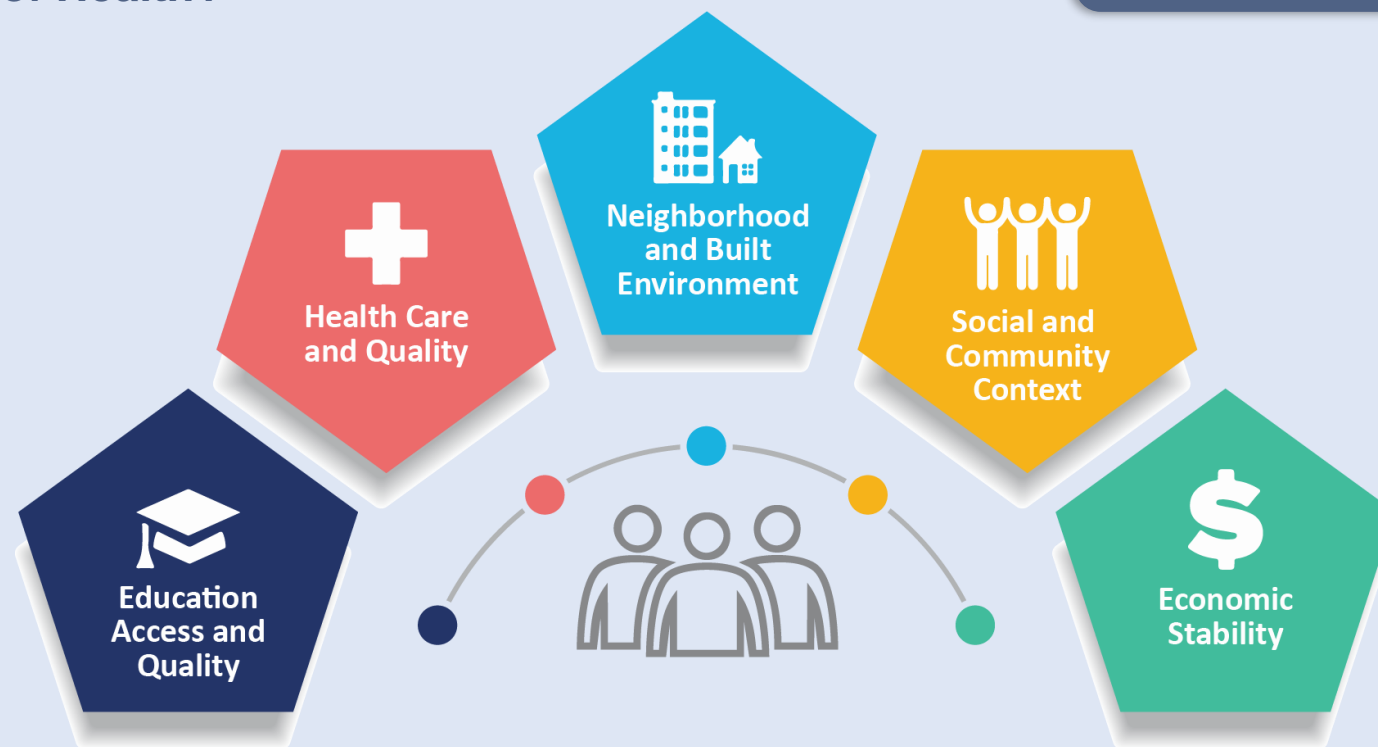 Education
Access and
Quality
Health Care
and Quality
Neighborhood
and Built
Environment
Social and
Community
Context
Economic
Stability